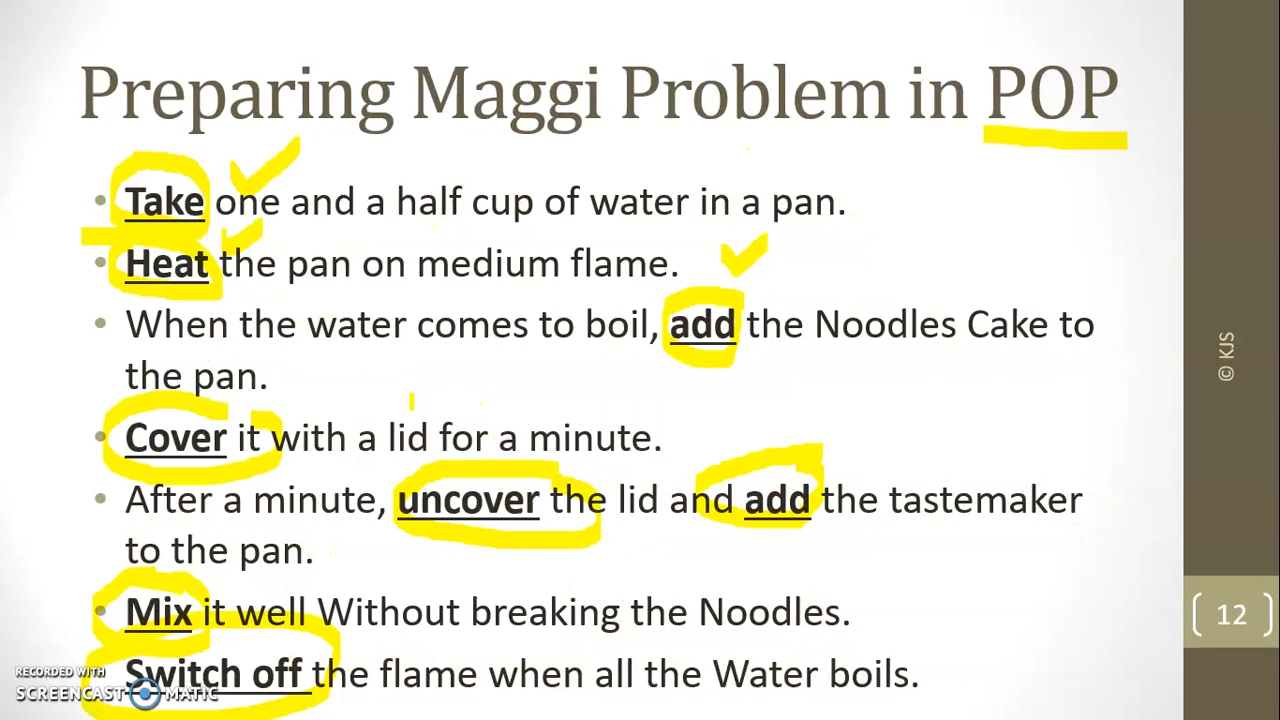 Preparing Maggi Problem in POP
• Take one and a half cup of water in a pan.
• Heat the pan on medium flame.
• When the water comes to boil, add the Noodles Cake to
the pan.
• Cover it with a lid for a minute.
• After a minute, uncover the lid and add the tastemaker
to the pan.
• Mix it well Without breaking the Noodles.
Switch off the flame when all the Water boils.
© KJS
12
RECORDED WITH
SCREENCAST MATIC